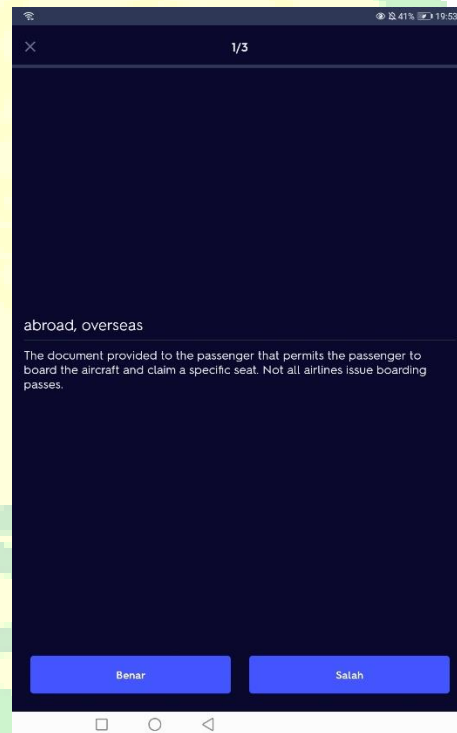 41% 19:53
1/3
abroad, overseas
The document provided to the passenger that permits the passenger to
board the aircraft and claim a specific seat. Not all airlines issue boarding
passes.
Benar
Salah